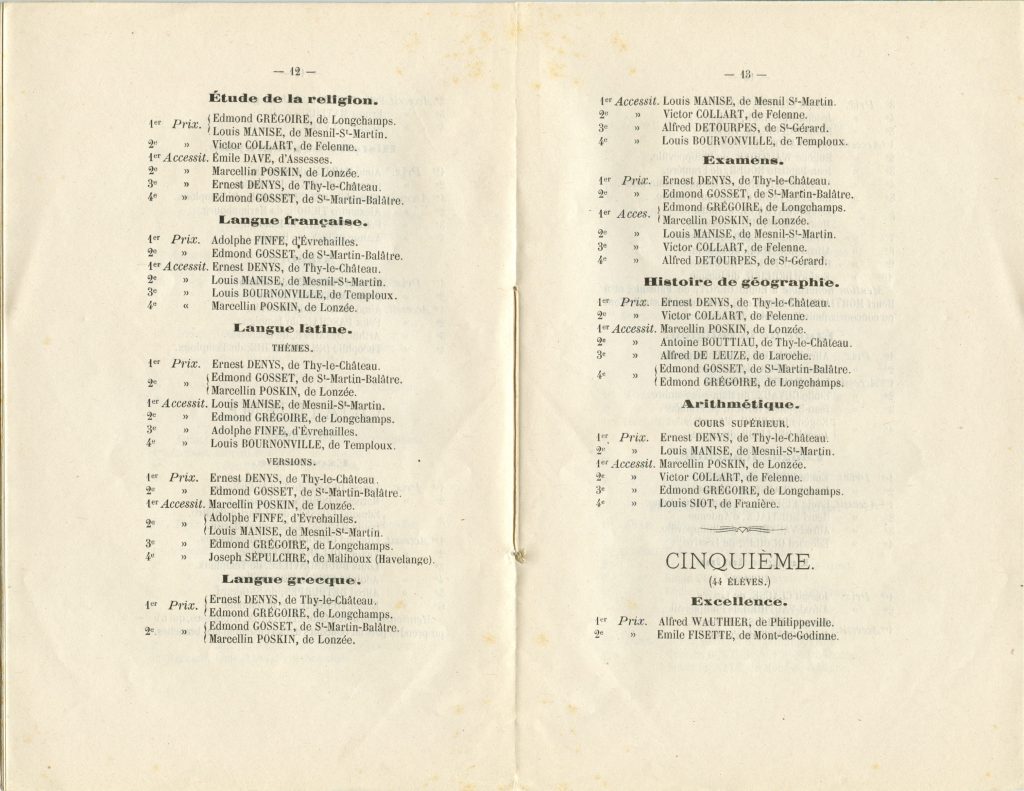 — 12 —
Étude de la religion.
1er Prix. Edmond GRÉGOIRE, de Longchamps.
Louis MANISE, de Mesnil-St-Martin.
2e » Victor COLLART, de Felenne.
1er Accessit. Émile DAVE, d'Assesses.
2e » Marcellin POSKIN, de Lonzée.
3e » Ernest DENYS, de Thy-le-Château.
4e » Edmond GOSSET, de St-Martin-Balâtre.
Langue française.
1er Prix. Adolphe FINFE, d'Évrehailles.
2e » Edmond GOSSET, de St-Martin-Balâtre.
1er Accessit. Ernest DENYS, de Thy-le-Château.
2e » Louis MANISE, de Mesnil-St-Martin.
3e » Louis BOURNONVILLE, de Temploux.
4e « Marcellin POSKIN, de Lonzée.
Langue latine.
THÈMES.
1er Prix. Ernest DENYS, de Thy-le-Château.
2e » Edmond GOSSET, de St-Martin-Balâtre.
Marcellin POSKIN, de Lonzée.
1er Accessit. Louis MANISE, de Mesnil-St-Martin.
2e » Edmond GRÉGOIRE, de Longchamps.
3e » Adolphe FINFE, d'Évrehailles.
4e » Louis BOURNONVILLE, de Temploux.
VERSIONS.
1er Prix. Ernest DENYS, de Thy-le-Château.
2e » Edmond GOSSET, de St-Martin-Balâtre.
1er Accessit. Marcellin POSKIN, de Lonzée.
2e » Adolphe FINFE, d'Évrehailles.
Louis MANISE, de Mesnil-St-Martin.
3e » Edmond GRÉGOIRE, de Longchamps.
4e » Joseph SÉPULCHRE, de Malihoux (Havelange).
Langue grecque.
1er Prix. Ernest DENYS, de Thy-le-Château.
Edmond GRÉGOIRE, de Longchamps.
2e » Edmond GOSSET, de St-Martin-Balâtre.
Marcellin POSKIN, de Lonzée.
— 13 —
1er Accessit. Louis MANISE, de Mesnil St-Martin.
2e » Victor COLLART, de Felenne.
3e » Alfred DETOURPES, de St-Gérard.
4e » Louis BOURVONVILLE, de Temploux.
Examens.
1er Prix. Ernest DENYS, de Thy-le-Château.
2e » Edmond GOSSET, de St-Martin-Balâtre.
1er Acces. Edmond GRÉGOIRE, de Longchamps.
Marcellin POSKIN, de Lonzée.
2e » Louis MANISE, de Mesnil-St-Martin.
3e » Victor COLLART, de Felenne.
4e » Alfred DETOURPES, de St-Gérard.
Histoire de géographie.
1er Prix. Ernest DENYS, de Thy-le-Château.
2e » Victor COLLART, de Felenne.
1er Accessit. Marcellin POSKIN, de Lonzée.
2e » Antoine BOUTTIAU, de Thy-le-Château.
3e » Alfred DE LEUZE, de Laroche.
4e » Edmond GOSSET, de St-Martin-Balâtre.
Edmond GRÉGOIRE, de Longchamps.
Arithmétique.
COURS SUPÉRIEUR.
1er Prix. Ernest DENYS, de Thy-le-Château.
2e » Louis MANISE, de Mesnil-St-Martin.
1er Accessit. Marcellin POSKIN, de Lonzée.
2e » Victor COLLART, de Felenne.
3e » Edmond GRÉGOIRE, de Longchamps.
4e » Louis SIOT, de Franière.
CINQUIÈME.
(44 ÉLÈVES.)
Excellence.
1er Prix. Alfred WAUTHIER, de Philippeville.
2e » Emile FISETTE, de Mont-de-Godinne.